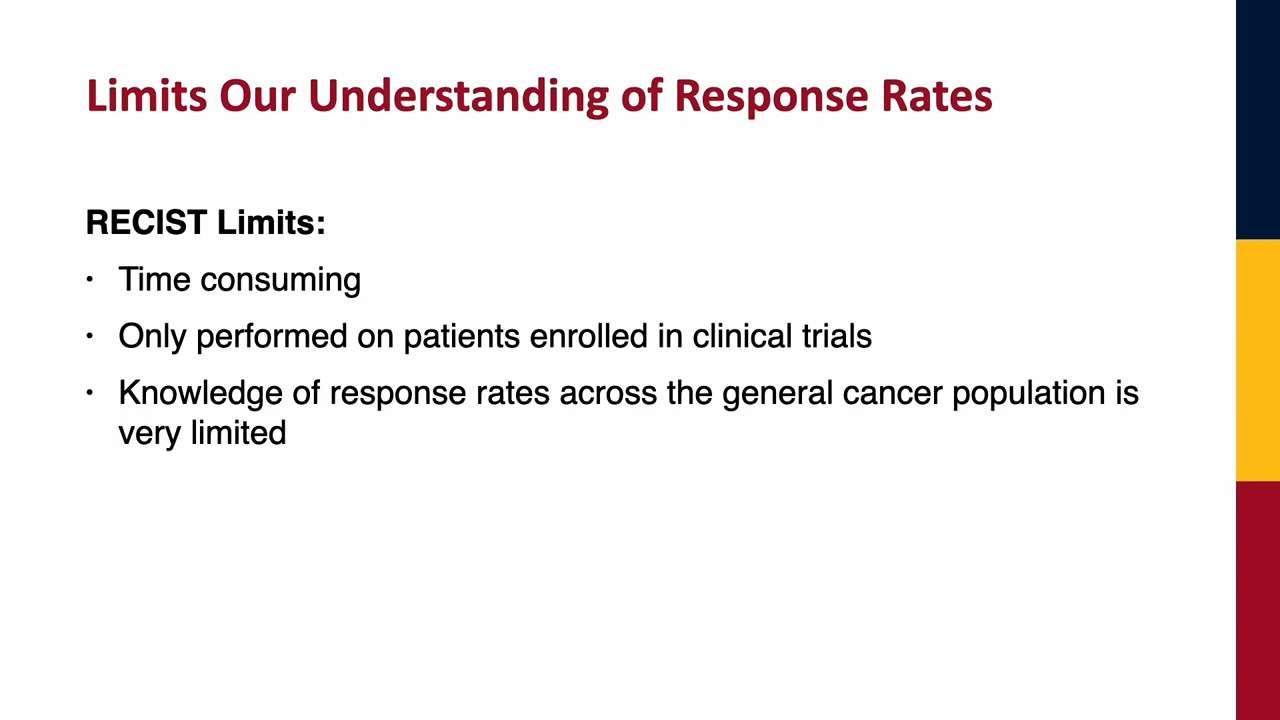 Limits Our Understanding of Response Rates
RECIST Limits:
· Time consuming
· Only performed on patients enrolled in clinical trials
· Knowledge of response rates across the general cancer population is
very limited